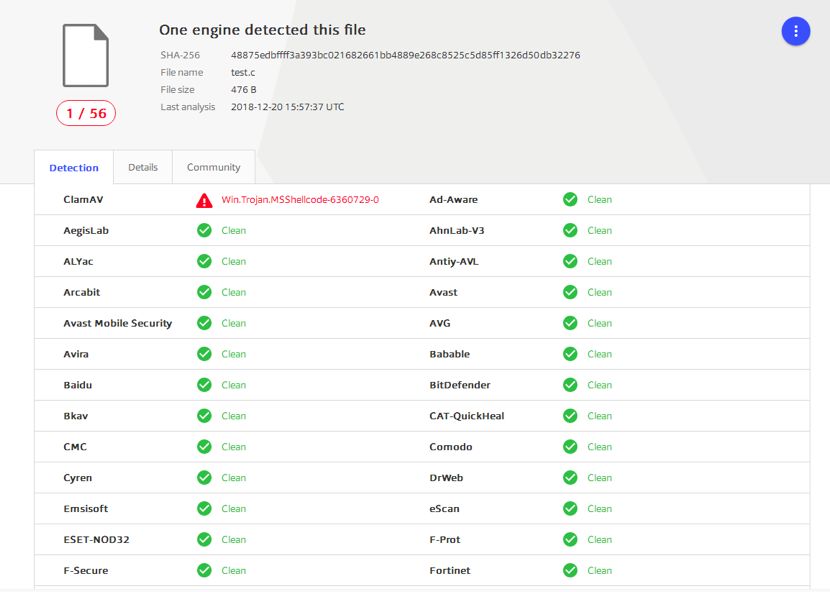 One engine detected this file
SHA-256 48875edbffff3a393bc021682661bb4889e268c8525c5d85ff1326d50db32276
File name test.c
File size 476 B
Last analysis 2018-12-20 15:57:37 UTC
1 / 56
Detection Details Community
ClamAV Win.Trojan.MSShellcode-6360729-0 Ad-Aware Clean
AegisLab Clean AhnLab-V3 Clean
ALYac Clean Antiy-AVL Clean
Arcabit Clean Avast Clean
Avast Mobile Security Clean AVG Clean
Avira Clean Babable Clean
Baidu Clean BitDefender Clean
Bkav Clean CAT-QuickHeal Clean
CMC Clean Comodo Clean
Cyren Clean DrWeb Clean
Emsisoft Clean eScan Clean
ESET-NOD32 Clean F-Prot Clean
F-Secure Clean Fortinet Clean